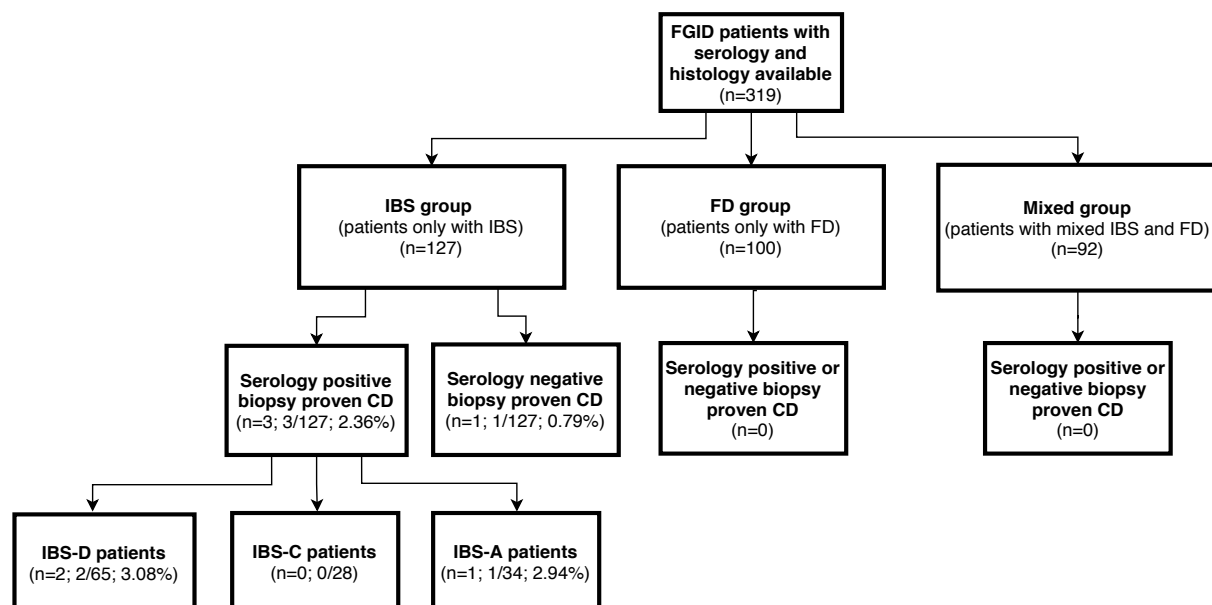 FGID patients with
serology and
histology available
(n=319)
IBS group
(patients only with IBS)
(n=127)
FD group
(patients only with FD)
(n=100)
Mixed group
(patients with mixed IBS and FD)
(n=92)
Serology positive
biopsy proven CD
(n=3; 3/127; 2.36%)
Serology negative
biopsy proven CD
(n=1; 1/127; 0.79%)
Serology positive or
negative biopsy
proven CD
(n=0)
Serology positive or
negative biopsy
proven CD
(n=0)
IBS-D patients
(n=2; 2/65; 3.08%)
IBS-C patients
(n=0; 0/28)
IBS-A patients
(n=1; 1/34; 2.94%)